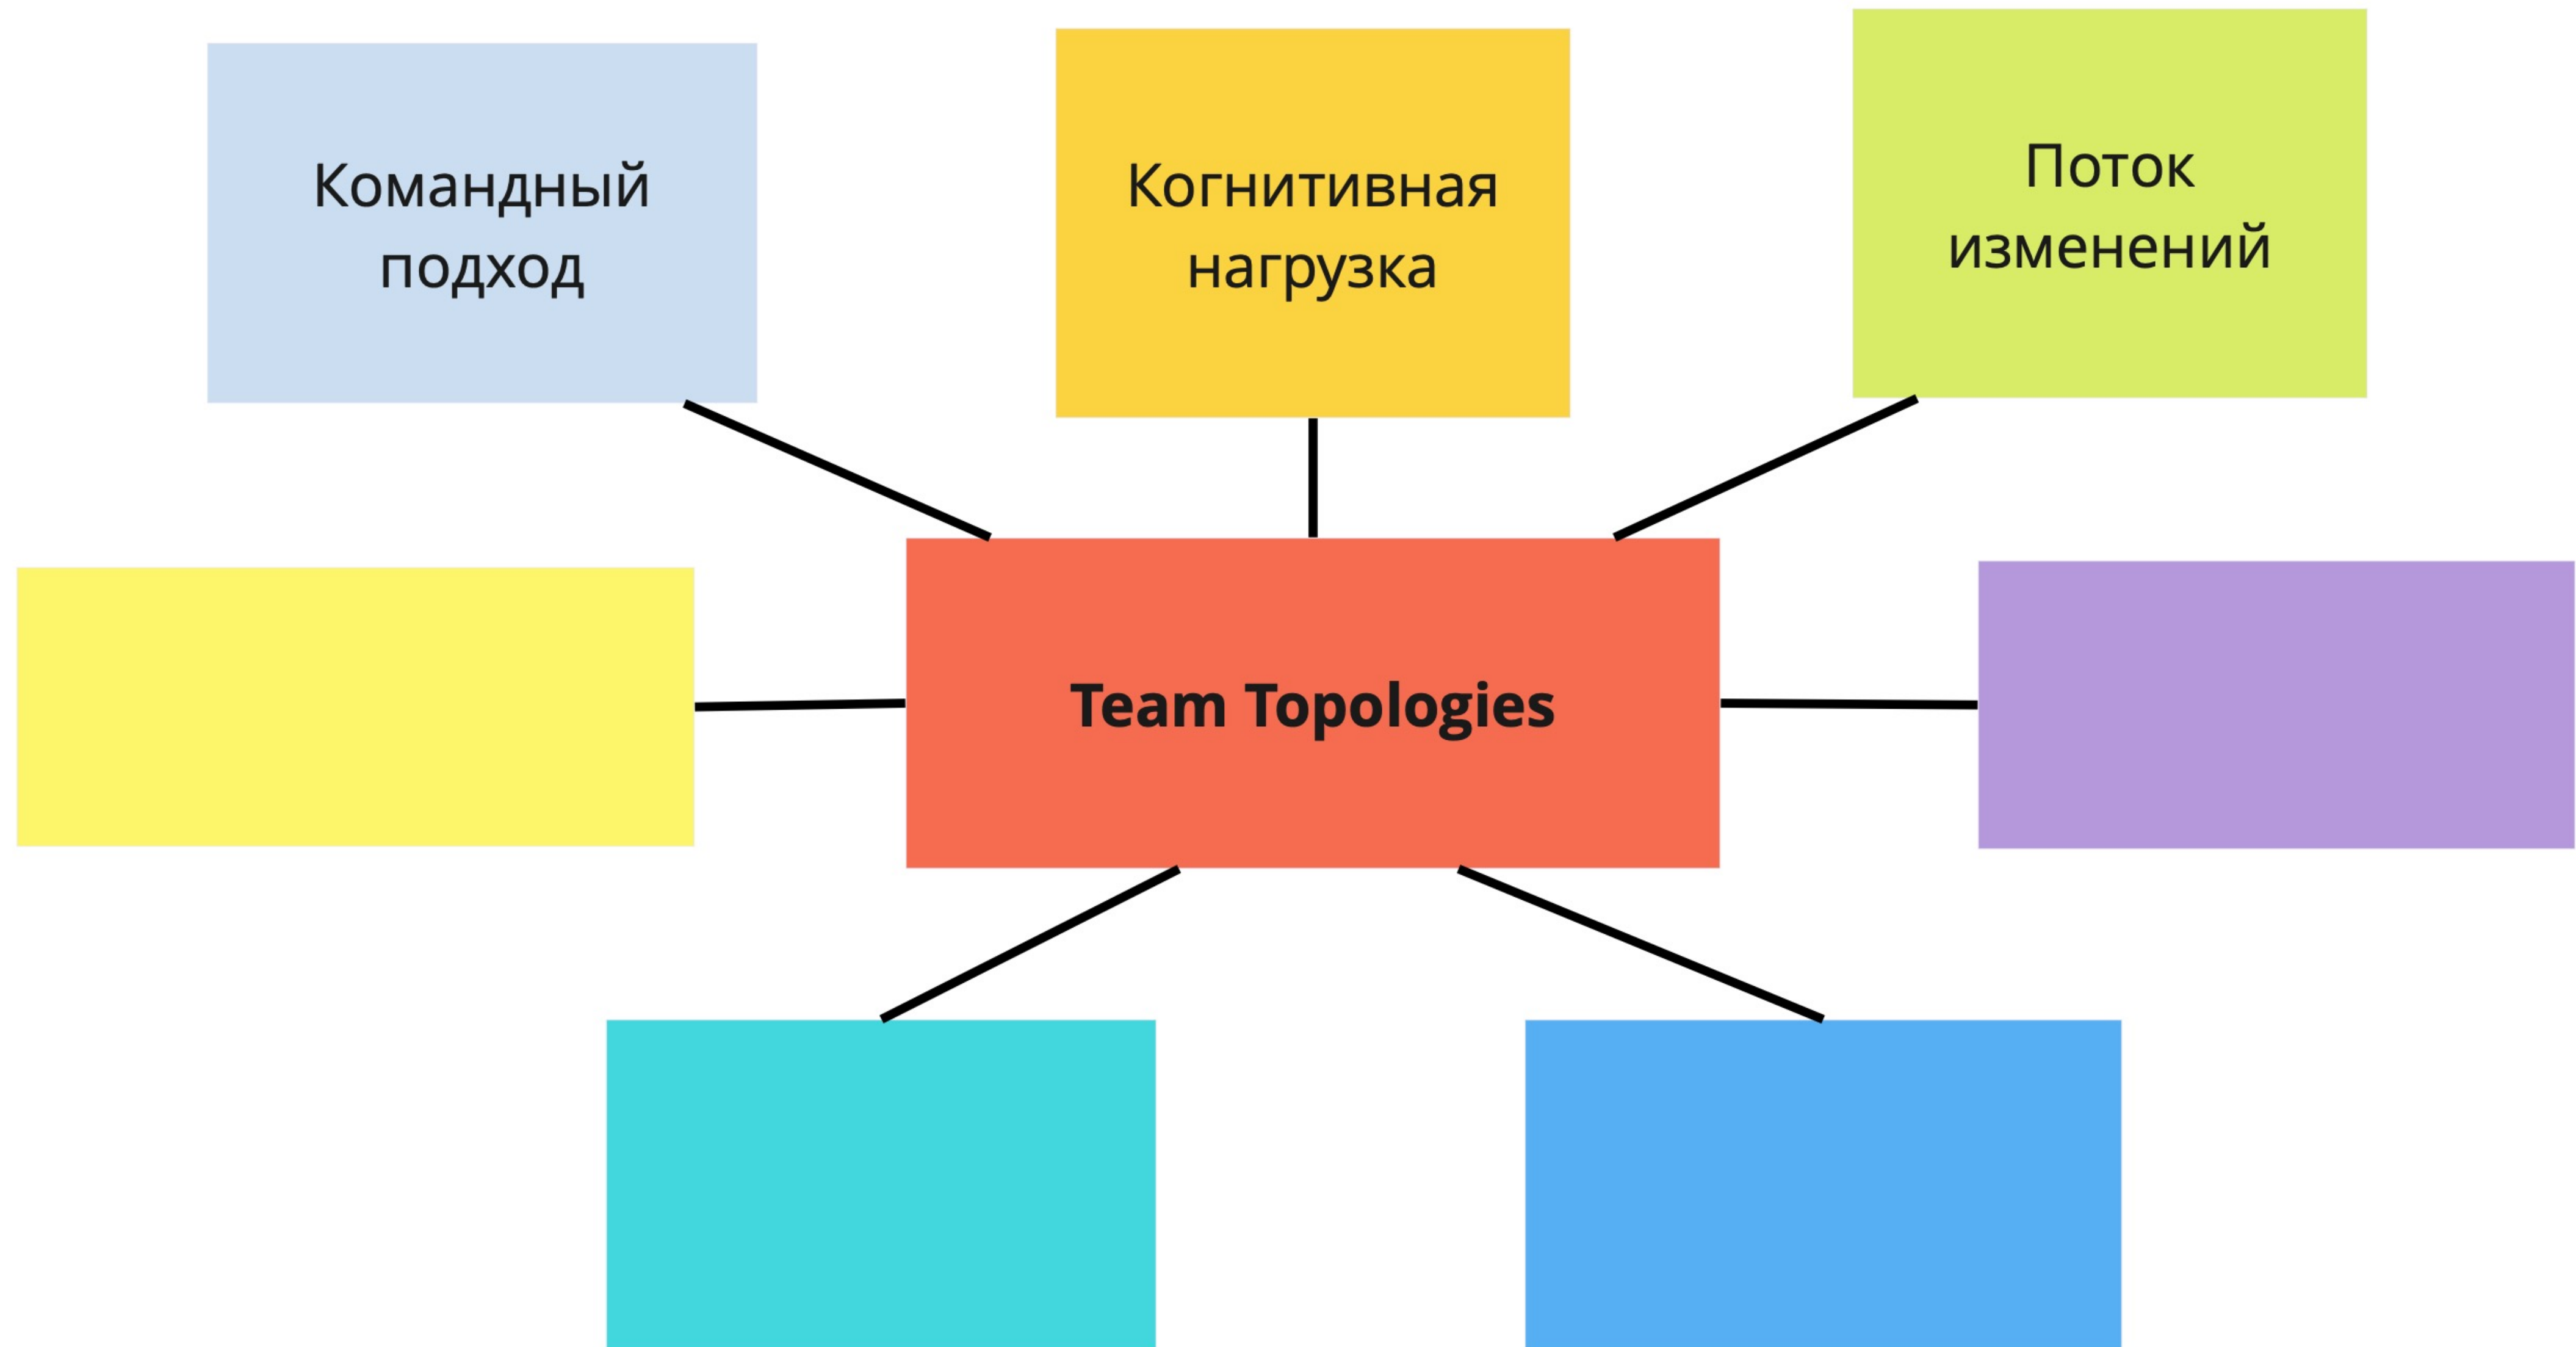 Командный
подход
Когнитивная
нагрузка
Поток
изменений
Team Topologies